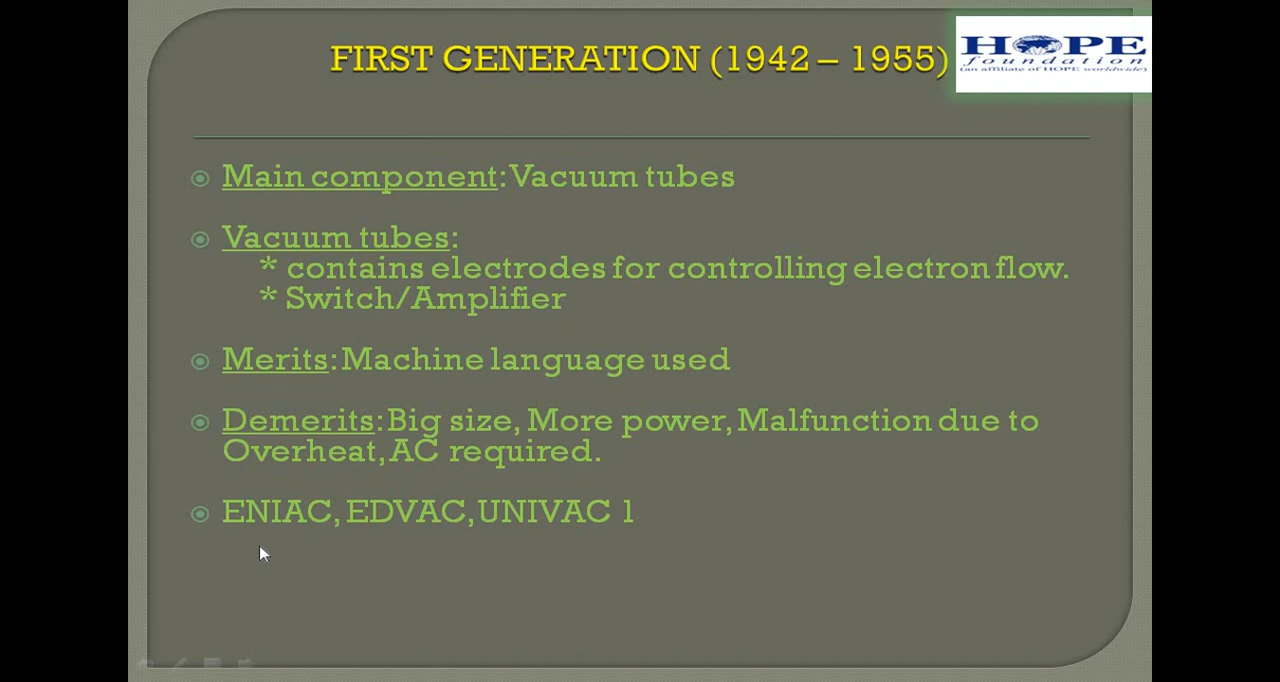 FIRST GENERATION (1942 – 1955)
HOPE
foundation
(an affiliate of HOPE worldwide)
Main component: Vacuum tubes
Vacuum tubes:
* contains electrodes for controlling electron flow.
* Switch/Amplifier
Merits: Machine language used
Demerits: Big size, More power, Malfunction due to
Overheat, AC required.
ENIAC, EDVAC, UNIVAC 1